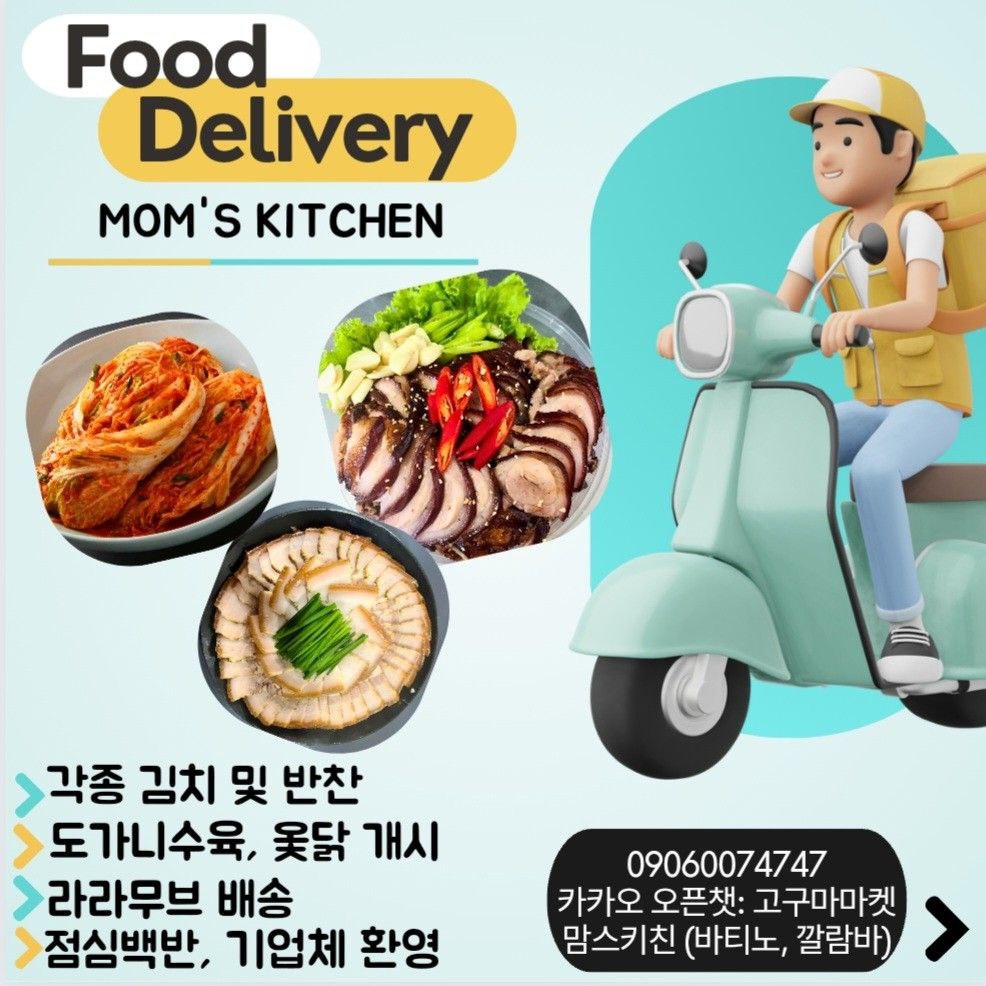 Food
Delivery
MOM'S KITCHEN
각종 김치 및 반찬
도가니수육, 옻닭 개시
라라무브 배송
점심백반, 기업체 환영
09060074747
카카오 오픈챗: 고구마마켓
맘스키친 (바티노, 깔람바)